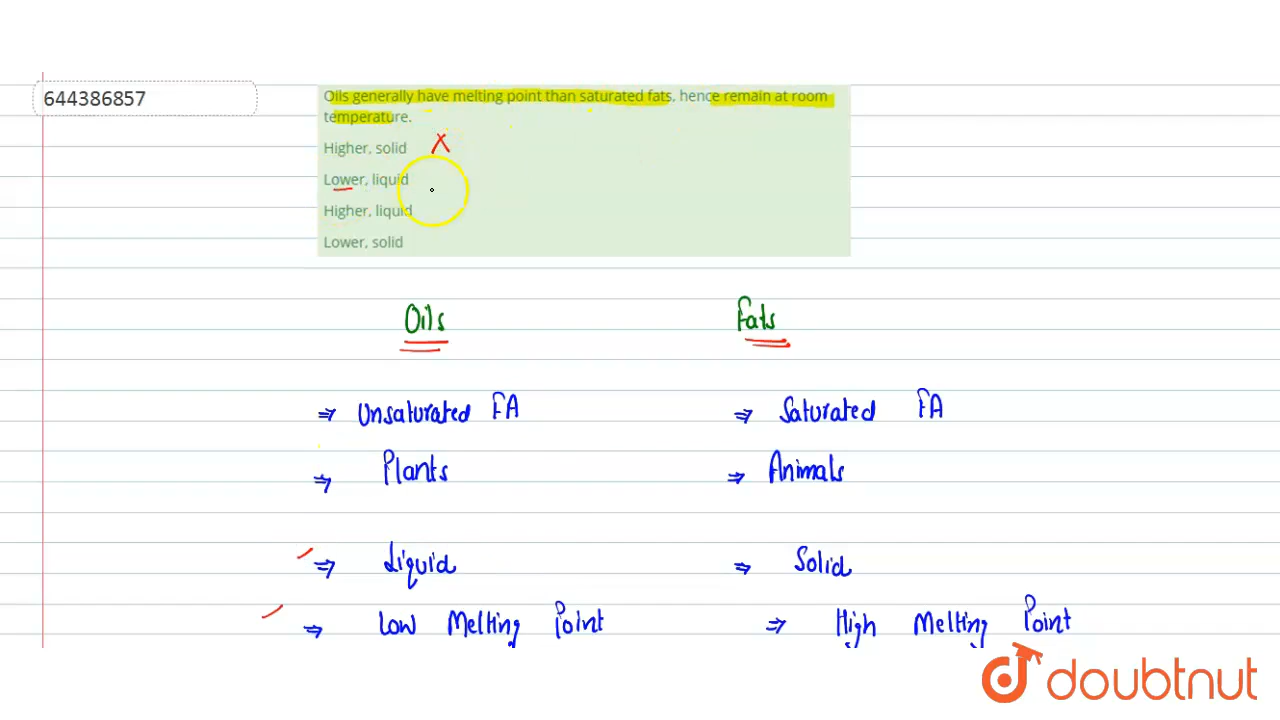 644386857
Oils generally have melting point than saturated fats, hence remain at room
temperature.
Higher, solid X
Lower, liquid
Higher, liquid
Lower, solid
Oils Fats
⇒ Unsaturated FA ⇒ Saturated FA
⇒ Plants ⇒ Animals
⇒ Liquid ⇒ Solid
⇒ Low Melting Point ⇒ High Melting Point
doubtnut